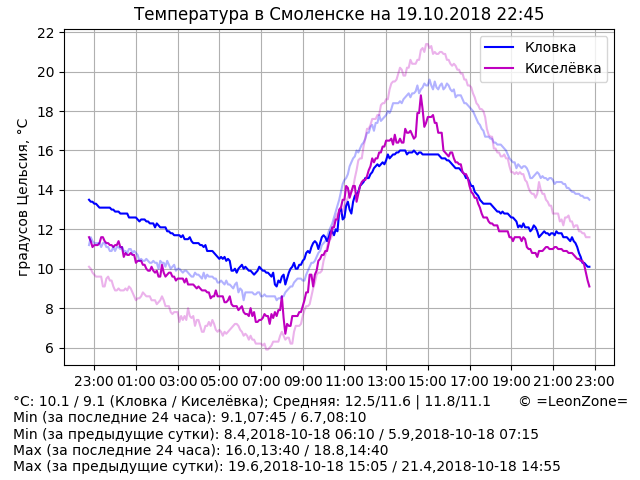 Температура в Смоленске на 19.10.2018 22:45
градусов Цельсия, °C
22
20
18
16
14
12
10
8
6
Кловка
Киселёвка
23:00 01:00 03:00 05:00 07:00 09:00 11:00 13:00 15:00 17:00 19:00 21:00 23:00
°C: 10.1 / 9.1 (Кловка / Киселёвка); Средняя: 12.5/11.6 | 11.8/11.1 © =LeonZone=
Min (за последние 24 часа): 9.1,07:45 / 6.7,08:10
Min (за предыдущие сутки): 8.4,2018-10-18 06:10 / 5.9,2018-10-18 07:15
Max (за последние 24 часа): 16.0,13:40 / 18.8,14:40
Max (за предыдущие сутки): 19.6,2018-10-18 15:05 / 21.4,2018-10-18 14:55